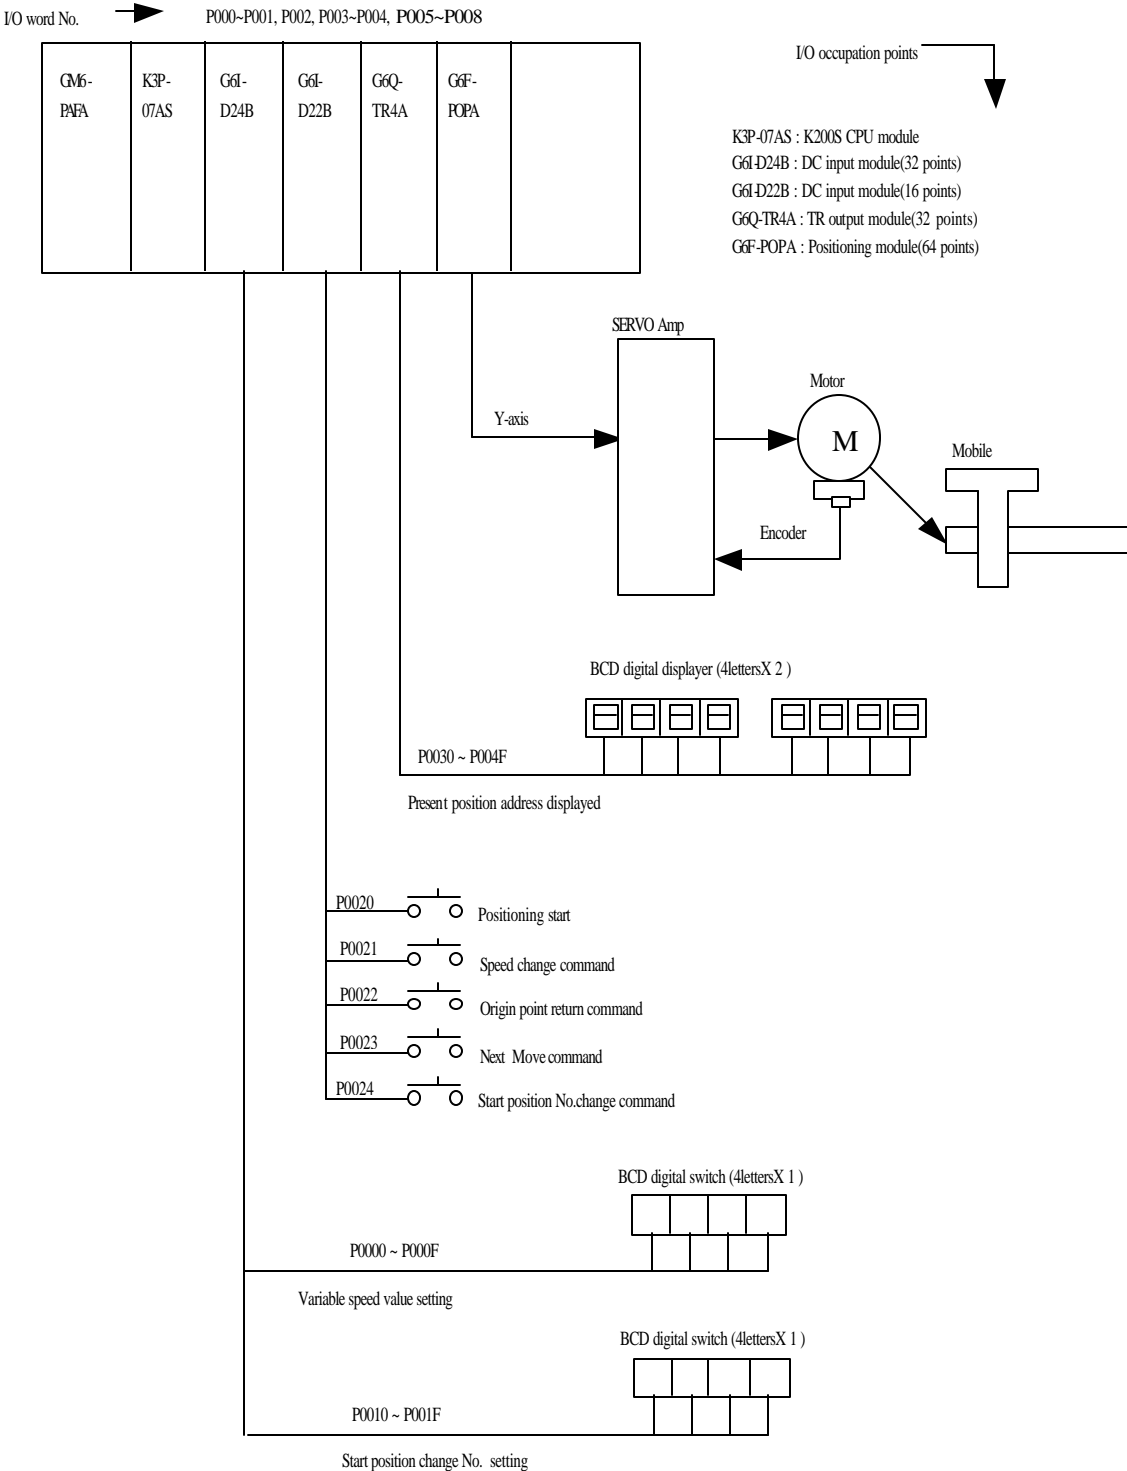 I/O word No.
P000~P001, P002, P003~P004, P005~P008
I/O occupation points
GM6-
PAFA
K3P-
07AS
G6I-
D24B
G6I-
D22B
G6Q-
TR4A
G6F-
POPA
K3P-07AS : K200S CPU module
G6I-D24B : DC input module(32 points)
G6I-D22B : DC input module(16 points)
G6Q-TR4A : TR output module(32 points)
G6F-POPA : Positioning module(64 points)
SERVO Amp
Motor
Y-axis
M
Mobile
Encoder
BCD digital displayer (4lettersX 2 )
P0030 ~ P004F
Present position address displayed
P0020
Positioning start
P0021
Speed change command
P0022
Origin point return command
P0023
Next Move command
P0024
Start position No.change command
BCD digital switch (4lettersX 1 )
P0000 ~ P000F
Variable speed value setting
BCD digital switch (4lettersX 1 )
P0010 ~ P001F
Start position change No. setting